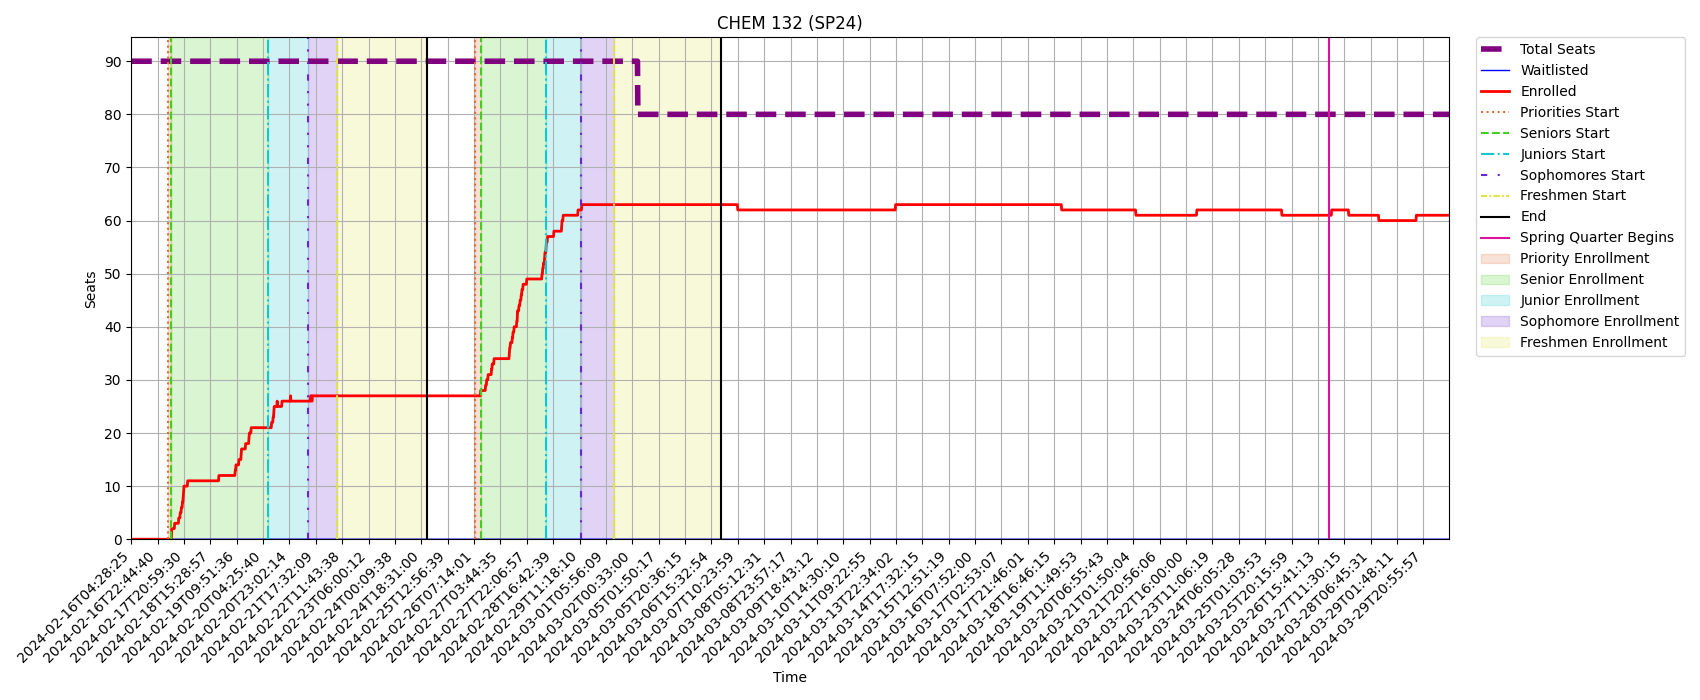 CHEM 132 (SP24)
Seats
90
80
70
60
50
40
30
20
10
0
2024-02-16T04:28:25
2024-02-16T22:44:40
2024-02-17T20:59:30
2024-02-18T15:28:57
2024-02-19T09:51:36
2024-02-20T04:25:40
2024-02-20T23:02:14
2024-02-21T17:32:09
2024-02-22T11:43:38
2024-02-23T06:00:12
2024-02-24T00:09:38
2024-02-24T18:31:00
2024-02-25T12:56:39
2024-02-26T07:14:01
2024-02-27T03:44:35
2024-02-27T22:06:57
2024-02-28T16:42:39
2024-02-29T11:18:10
2024-03-01T05:56:09
2024-03-02T00:33:00
2024-03-05T01:50:17
2024-03-05T20:36:15
2024-03-06T15:32:54
2024-03-07T10:23:59
2024-03-08T05:12:31
2024-03-08T23:57:17
2024-03-09T18:43:12
2024-03-10T14:30:10
2024-03-11T09:22:55
2024-03-13T22:34:02
2024-03-14T17:32:15
2024-03-15T12:51:19
2024-03-16T07:52:00
2024-03-17T02:53:07
2024-03-17T21:46:01
2024-03-18T16:46:15
2024-03-19T11:49:53
2024-03-20T06:55:43
2024-03-21T01:50:04
2024-03-21T20:56:06
2024-03-22T16:00:00
2024-03-23T11:06:19
2024-03-24T06:05:28
2024-03-25T01:03:53
2024-03-25T20:15:59
2024-03-26T15:41:13
2024-03-27T11:30:15
2024-03-28T06:45:31
2024-03-29T01:48:11
2024-03-29T20:55:57
Time
Total Seats
Waitlisted
Enrolled
Priorities Start
Seniors Start
Juniors Start
Sophomores Start
Freshmen Start
End
Spring Quarter Begins
Priority Enrollment
Senior Enrollment
Junior Enrollment
Sophomore Enrollment
Freshmen Enrollment